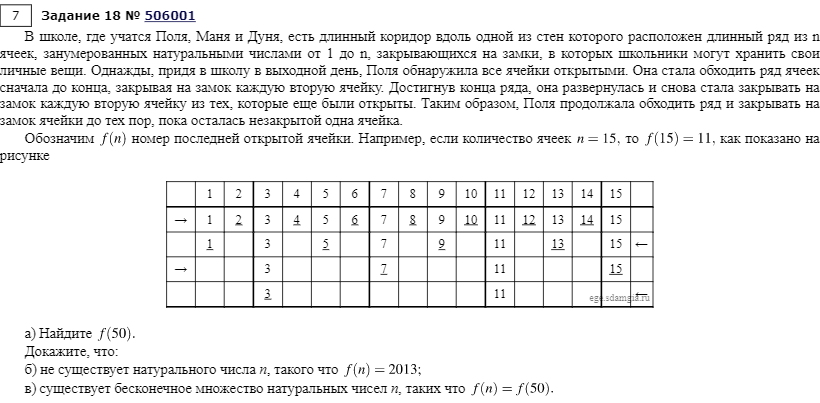 7 Задание 18 № 506001
В школе, где учатся Поля, Маня и Дуня, есть длинный коридор вдоль одной из стен которого расположен длинный ряд из n
ячеек, занумерованных натуральными числами от 1 до n, закрывающихся на замки, в которых школьники могут хранить свои
личные вещи. Однажды, придя в школу в выходной день, Поля обнаружила все ячейки открытыми. Она стала обходить ряд ячеек
сначала до конца, закрывая на замок каждую вторую ячейку. Достигнув конца ряда, она развернулась и снова стала закрывать на
замок каждую вторую ячейку из тех, которые еще были открыты. Таким образом, Поля продолжала обходить ряд и закрывать на
замок ячейки до тех пор, пока осталась незакрытой одна ячейка.
Обозначим f(n) номер последней открытой ячейки. Например, если количество ячеек n = 15, то f(15) = 11, как показано на
рисунке
1 2 3 4 5 6 7 8 9 10 11 12 13 14 15
→ 1 2 3 4 5 6 7 8 9 10 11 12 13 14 15
1 3 5 7 9 11 13 15 ←
→ 3 7 11 15
3 11 ←
ege.sdamgia.ru
а) Найдите f(50).
Докажите, что:
б) не существует натурального числа n, такого что f(n) = 2013;
в) существует бесконечное множество натуральных чисел n, таких что f(n) = f(50).